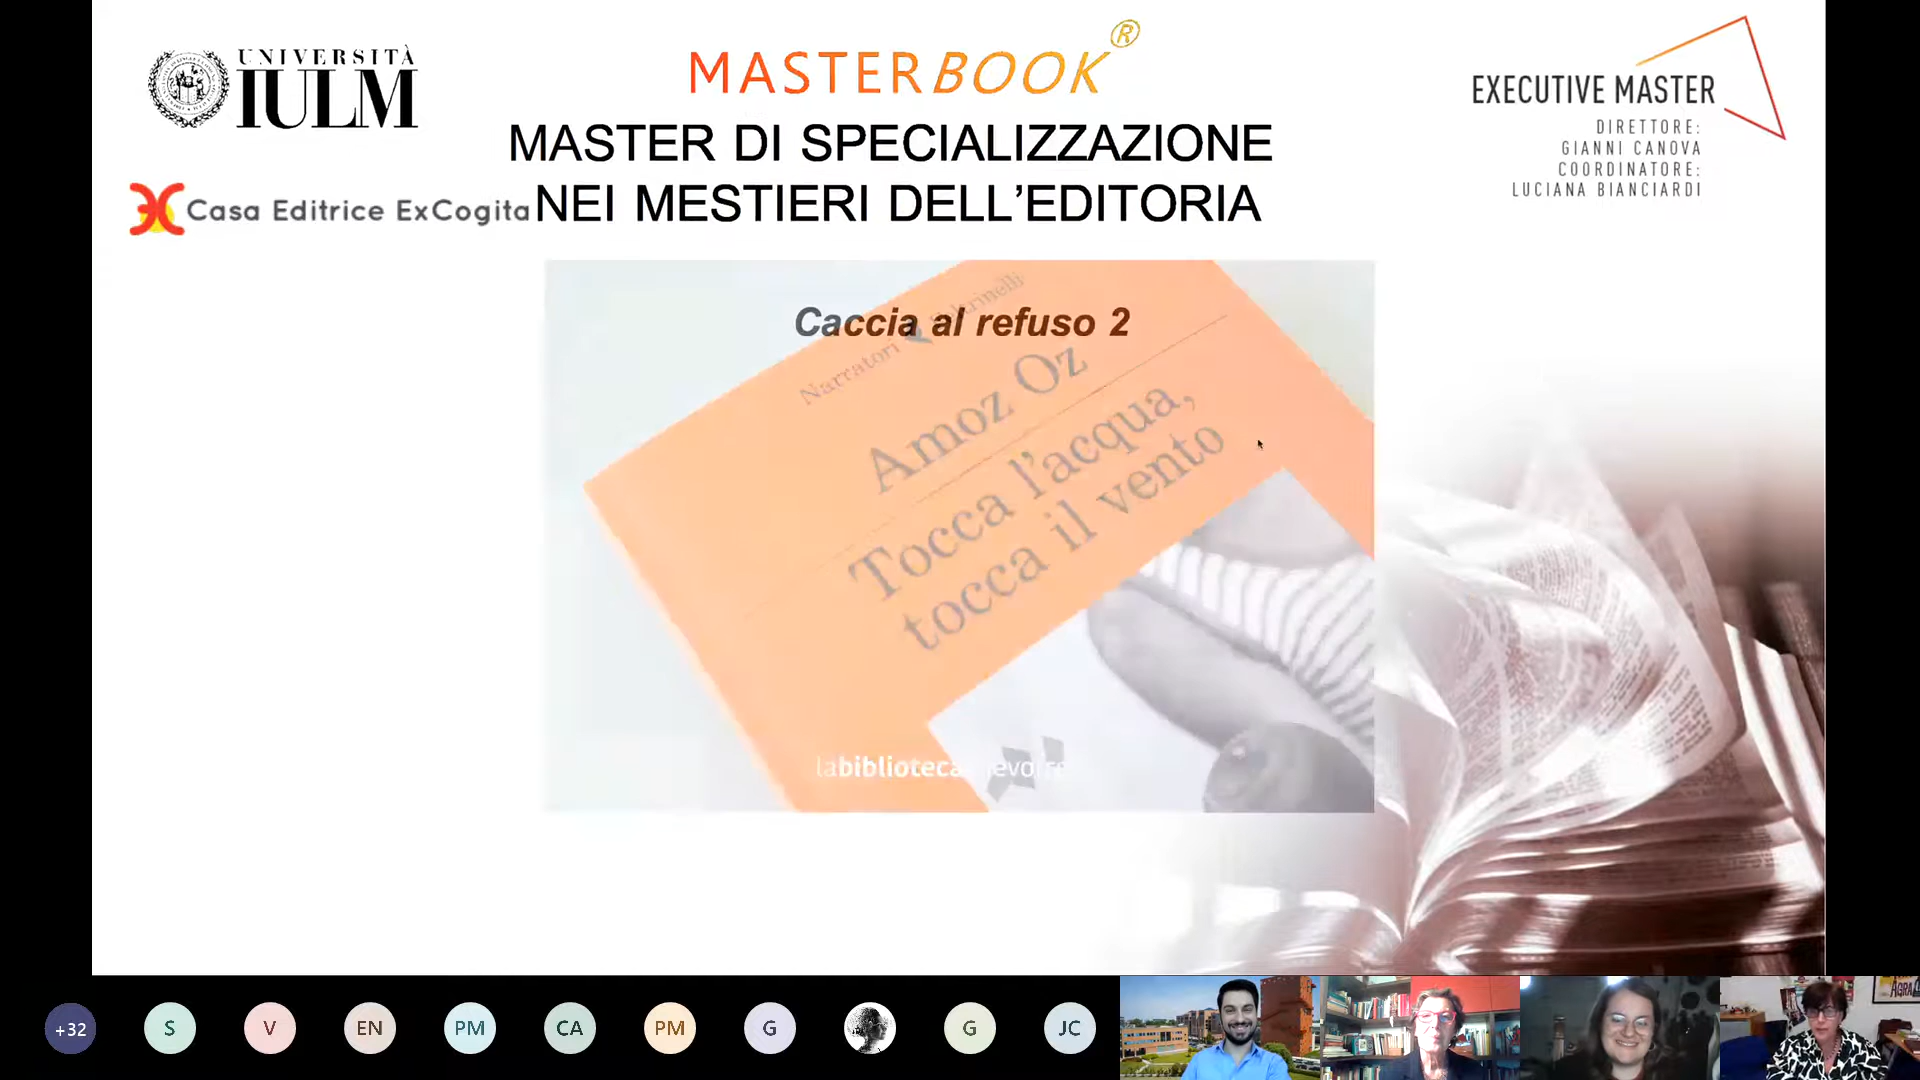 UNIVERSITÀ
IULM
MASTERBOOK®
MASTER DI SPECIALIZZAZIONE
NEI MESTIERI DELL’EDITORIA
Casa Editrice ExCogita
EXECUTIVE MASTER
DIRETTORE:
GIANNI CANOVA
COORDINATORE:
LUCIANA BIANCIARDI
Caccia al refuso 2
Narratori
Amoz Oz
Tocca l'acqua,
tocca il vento
labiblioteca
+32
S
V
EN
PM
CA
PM
G
G
JC